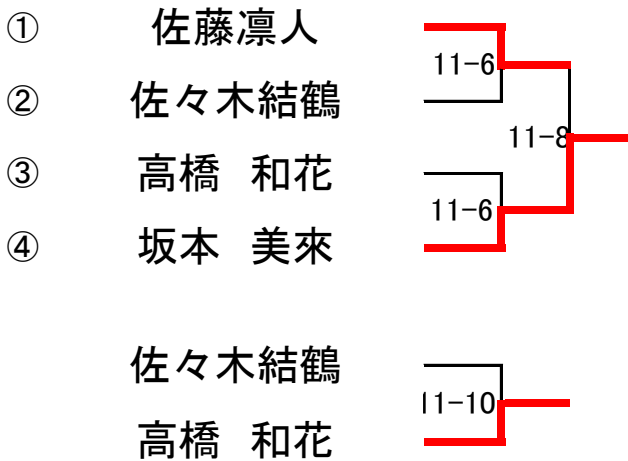 ① 佐藤凛人
11-6
② 佐々木結鶴
11-8
③ 高橋 和花
11-6
④ 坂本 美來
佐々木結鶴
11-10
高橋 和花